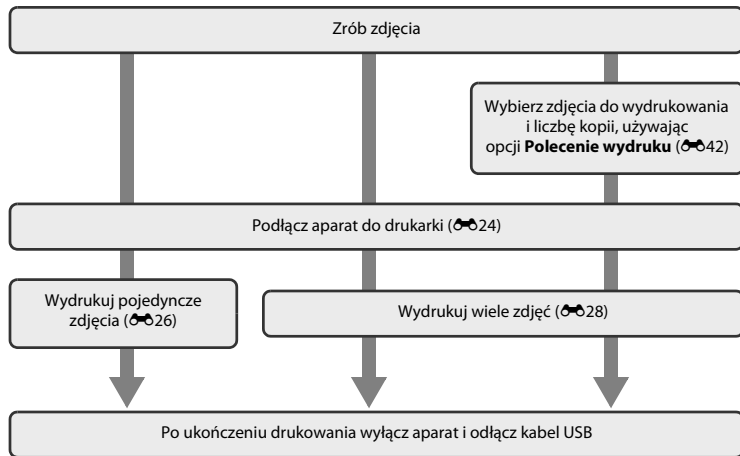 Zrób zdjęcia
Wybierz zdjęcia do wydrukowania
i liczbę kopii, używając
opcji Polecenie wydruku (42)
Podłącz aparat do drukarki (24)
Wydrukuj pojedyncze
zdjęcia (26)
Wydrukuj wiele zdjęć (28)
Po ukończeniu drukowania wyłącz aparat i odłącz kabel USB